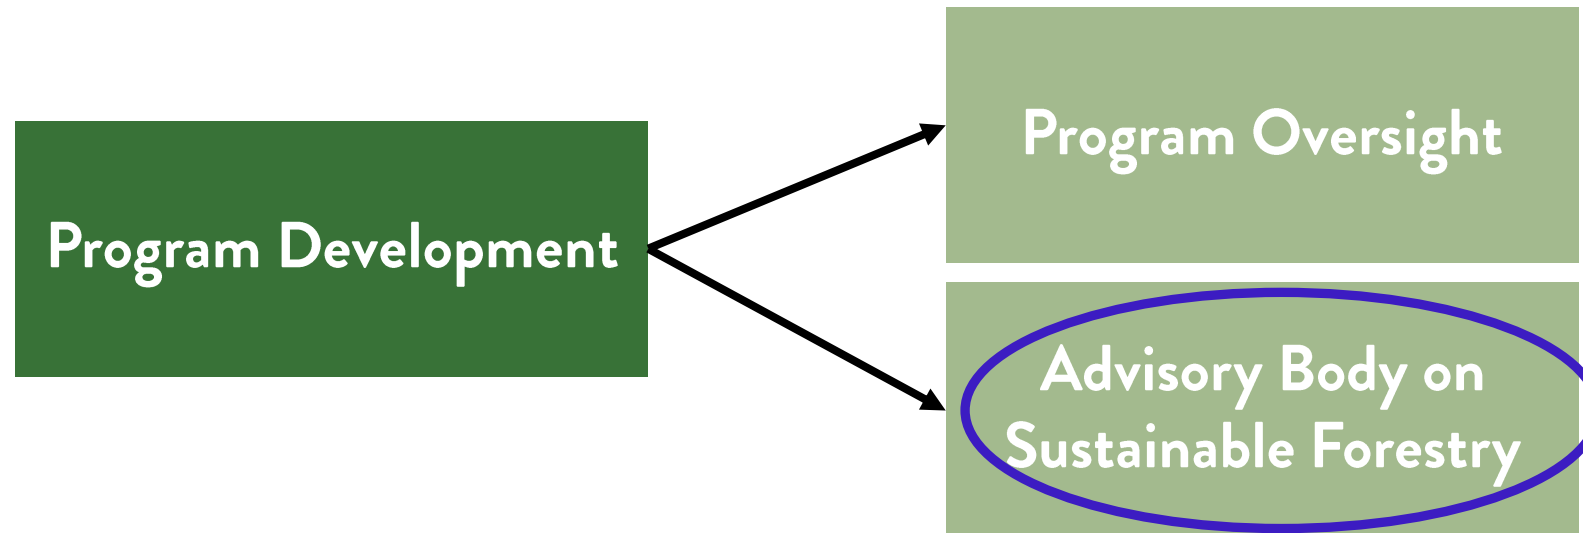 Program Development
Program Oversight
Advisory Body on
Sustainable Forestry